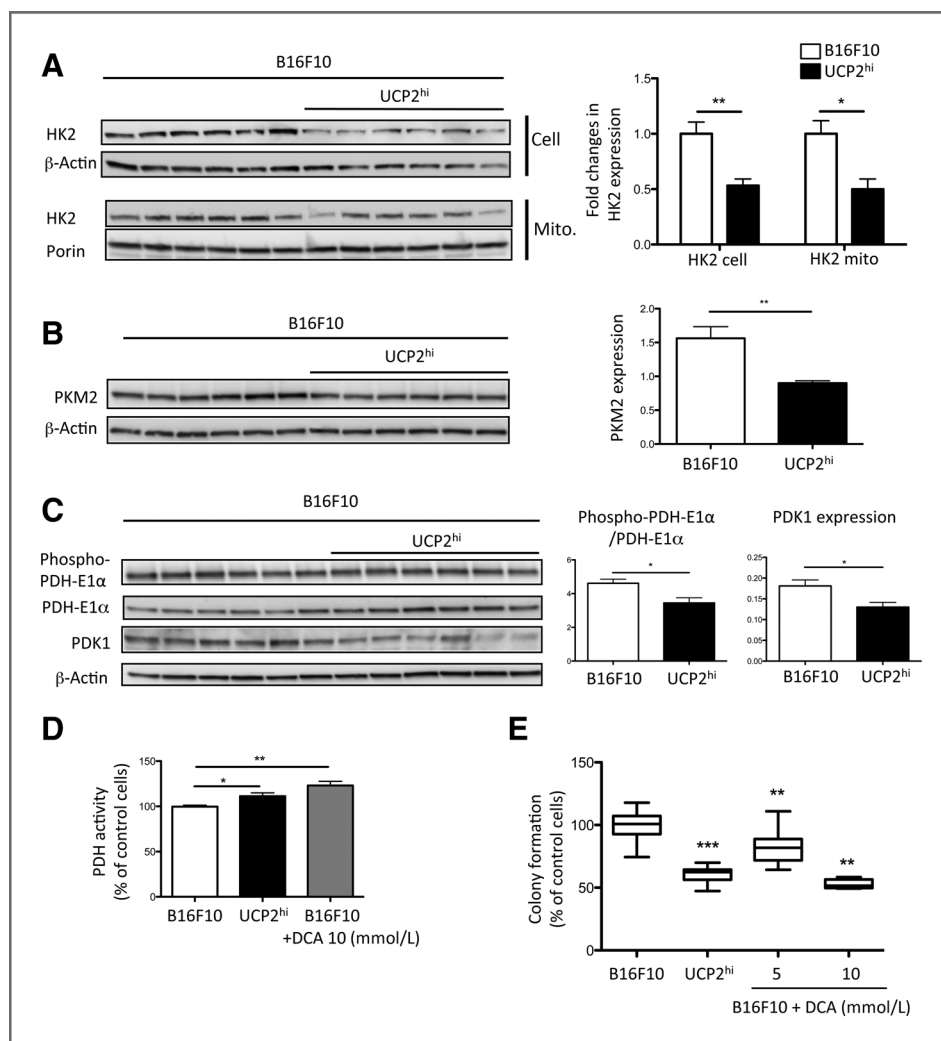 A
B16F10
UCP2ʰⁱ
HK2
β-Actin
Cell
HK2
Porin
Mito.
B16F10
UCP2ʰⁱ
Fold changes in
HK2 expression
1.5
1.0
0.5
0.0
**
*
HK2 cell
HK2 mito
B
B16F10
UCP2ʰⁱ
PKM2
β-Actin
PKM2 expression
2.0
1.5
1.0
0.5
0.0
**
B16F10
UCP2ʰⁱ
C
B16F10
UCP2ʰⁱ
Phospho-
PDH-E1α
PDH-E1α
PDK1
β-Actin
Phospho-PDH-E1α
/PDH-E1α
6
4
2
0
*
B16F10
UCP2ʰⁱ
PDK1 expression
0.25
0.20
0.15
0.10
0.05
0.00
*
B16F10
UCP2ʰⁱ
D
PDH activity
(% of control cells)
150
100
50
0
*
**
B16F10
UCP2ʰⁱ
B16F10
+DCA 10 (mmol/L)
E
Colony formation
(% of control cells)
150
100
50
0
***
**
**
B16F10
UCP2ʰⁱ
5
10
B16F10 + DCA (mmol/L)